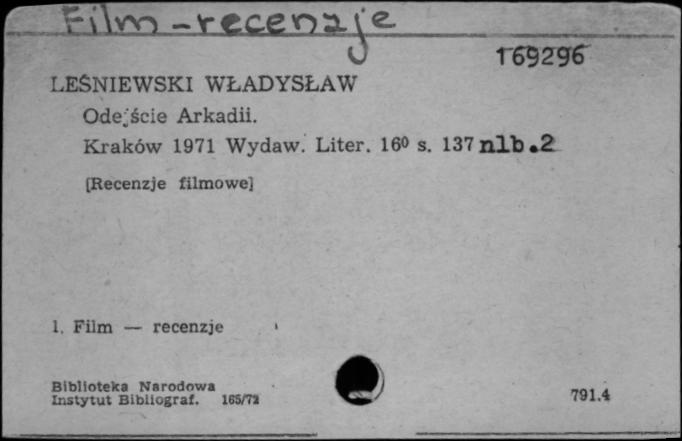 Film – recenzje
169296
LEŚNIEWSKI WŁADYSŁAW
Odejście Arkadii.
Kraków 1971 Wydaw. Liter. 16⁰ s. 137 nlb.2
[Recenzje filmowe]
1. Film — recenzje
Biblioteka Narodowa
Instytut Bibliograf. 165/72
791.4